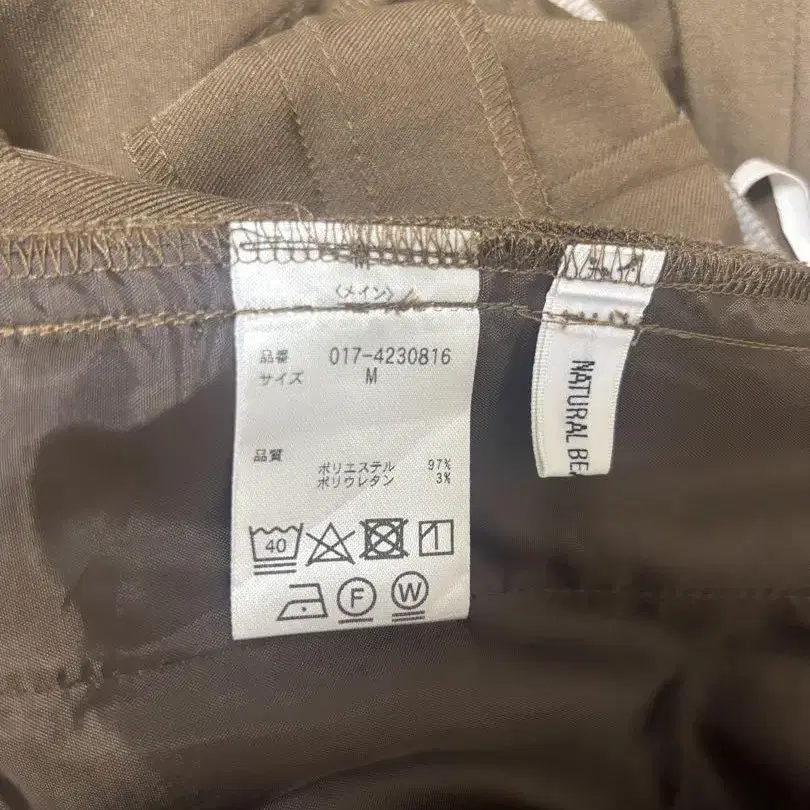 〈メイン〉
品番 017-4230816
サイズ M
品質 ポリエステル 97%
ポリウレタン 3%
40
F W
NATURAL BE